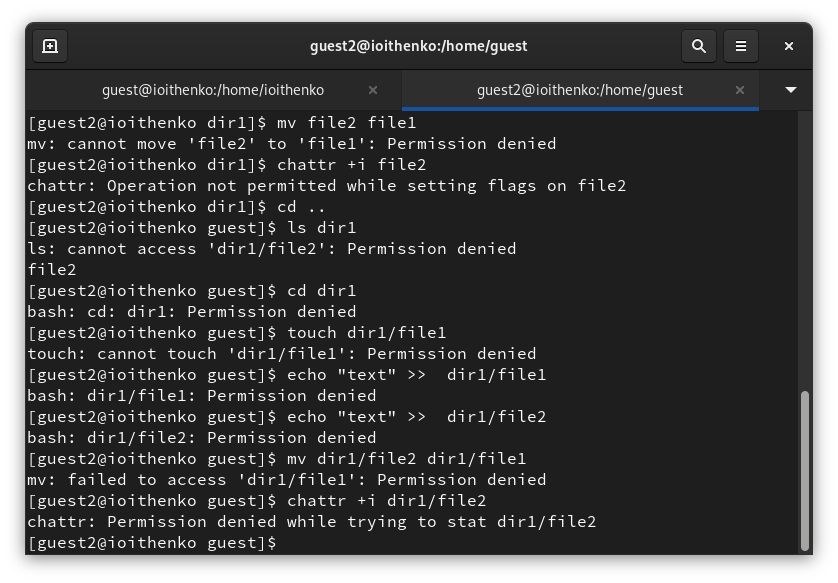 guest2@ioithenko:/home/guest
guest@ioithenko:/home/ioithenko
guest2@ioithenko:/home/guest
[guest2@ioithenko dir1]$ mv file2 file1
mv: cannot move 'file2' to 'file1': Permission denied
[guest2@ioithenko dir1]$ chattr +i file2
chattr: Operation not permitted while setting flags on file2
[guest2@ioithenko dir1]$ cd ..
[guest2@ioithenko guest]$ ls dir1
ls: cannot access 'dir1/file2': Permission denied
file2
[guest2@ioithenko guest]$ cd dir1
bash: cd: dir1: Permission denied
[guest2@ioithenko guest]$ touch dir1/file1
touch: cannot touch 'dir1/file1': Permission denied
[guest2@ioithenko guest]$ echo "text" >>  dir1/file1
bash: dir1/file1: Permission denied
[guest2@ioithenko guest]$ echo "text" >>  dir1/file2
bash: dir1/file2: Permission denied
[guest2@ioithenko guest]$ mv dir1/file2 dir1/file1
mv: failed to access 'dir1/file1': Permission denied
[guest2@ioithenko guest]$ chattr +i dir1/file2
chattr: Permission denied while trying to stat dir1/file2
[guest2@ioithenko guest]$